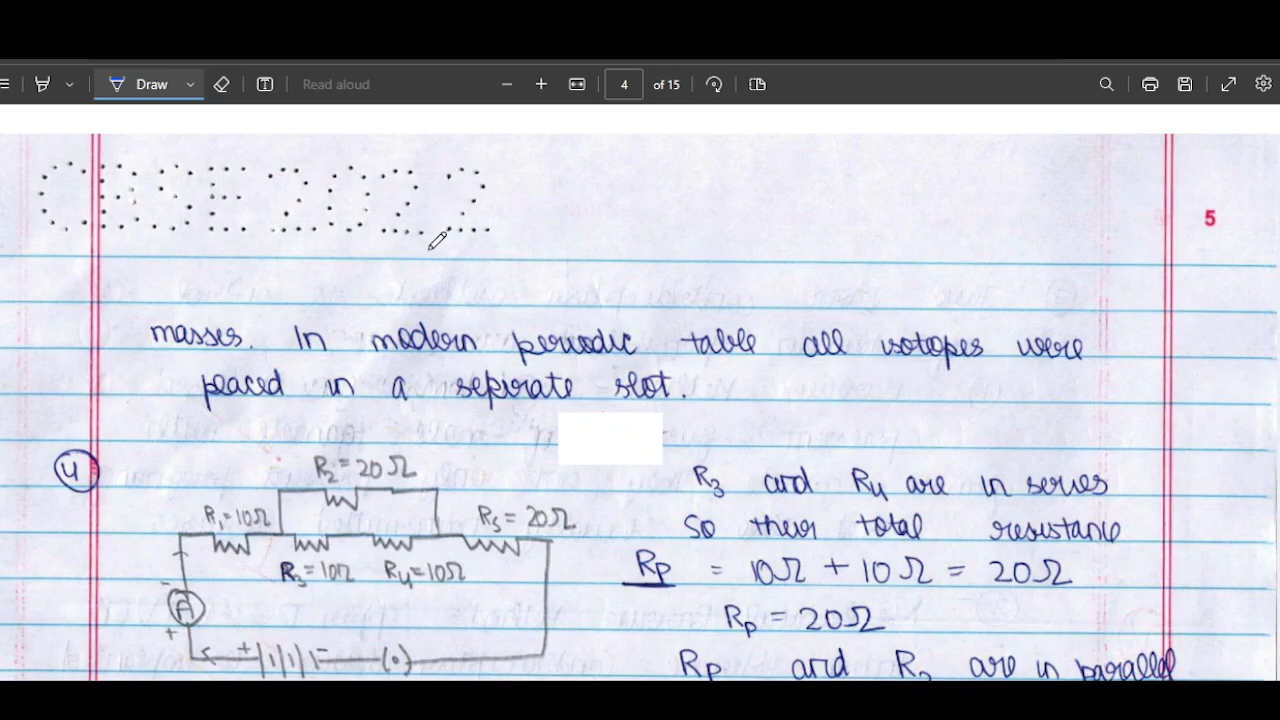 Draw
Read aloud
4 of 15
CBSE 2022
5
masses. In modern periodic table all isotopes were
placed in a seperate slot.
4
R2 = 20Ω
R1 = 10Ω
R5 = 20Ω
R3 = 10Ω R4 = 10Ω
A
R3 and R4 are in series
So their total resistance
Rp = 10Ω + 10Ω = 20Ω
Rp = 20Ω
Rp and R2 are in parallel